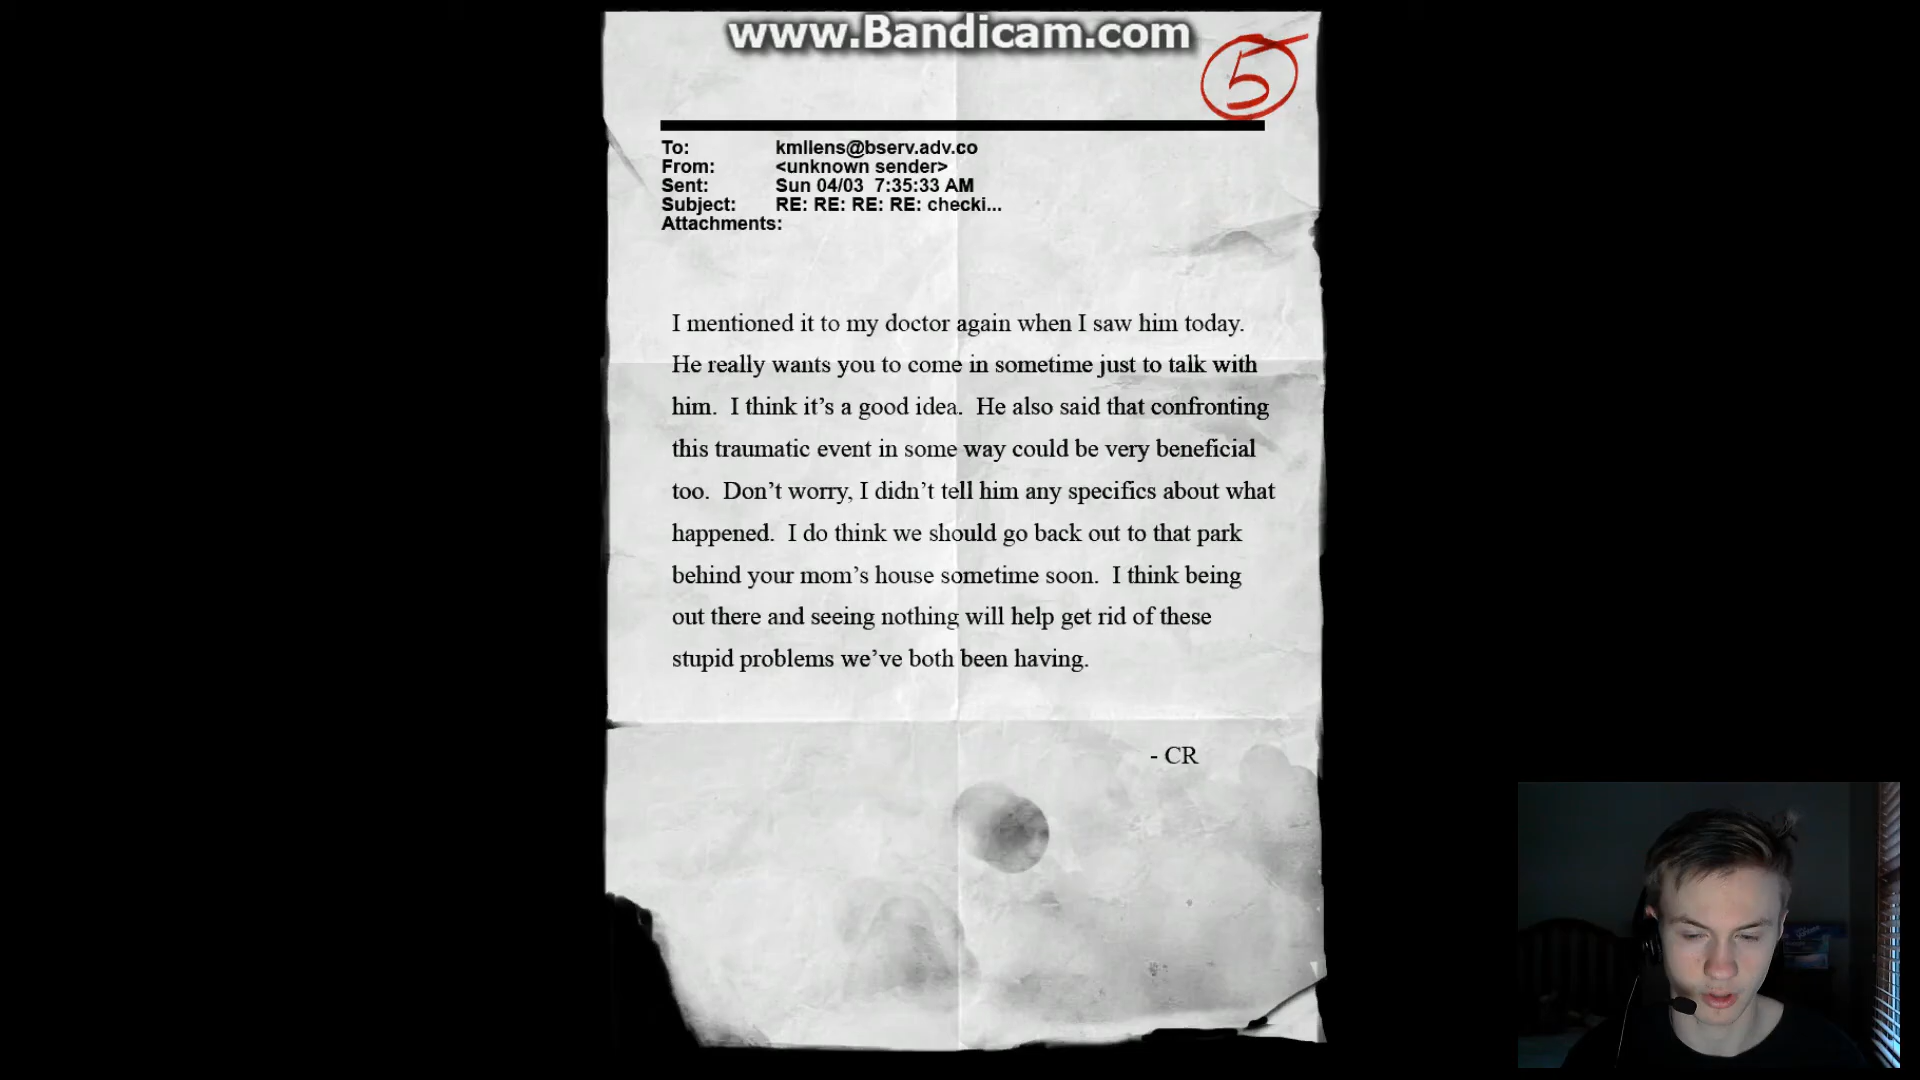 www.Bandicam.com
5
To: kmllens@bserv.adv.co
From: <unknown sender>
Sent: Sun 04/03 7:35:33 AM
Subject: RE: RE: RE: RE: checki...
Attachments:
I mentioned it to my doctor again when I saw him today.
He really wants you to come in sometime just to talk with
him. I think it's a good idea. He also said that confronting
this traumatic event in some way could be very beneficial
too. Don't worry, I didn't tell him any specifics about what
happened. I do think we should go back out to that park
behind your mom's house sometime soon. I think being
out there and seeing nothing will help get rid of these
stupid problems we've both been having.
- CR